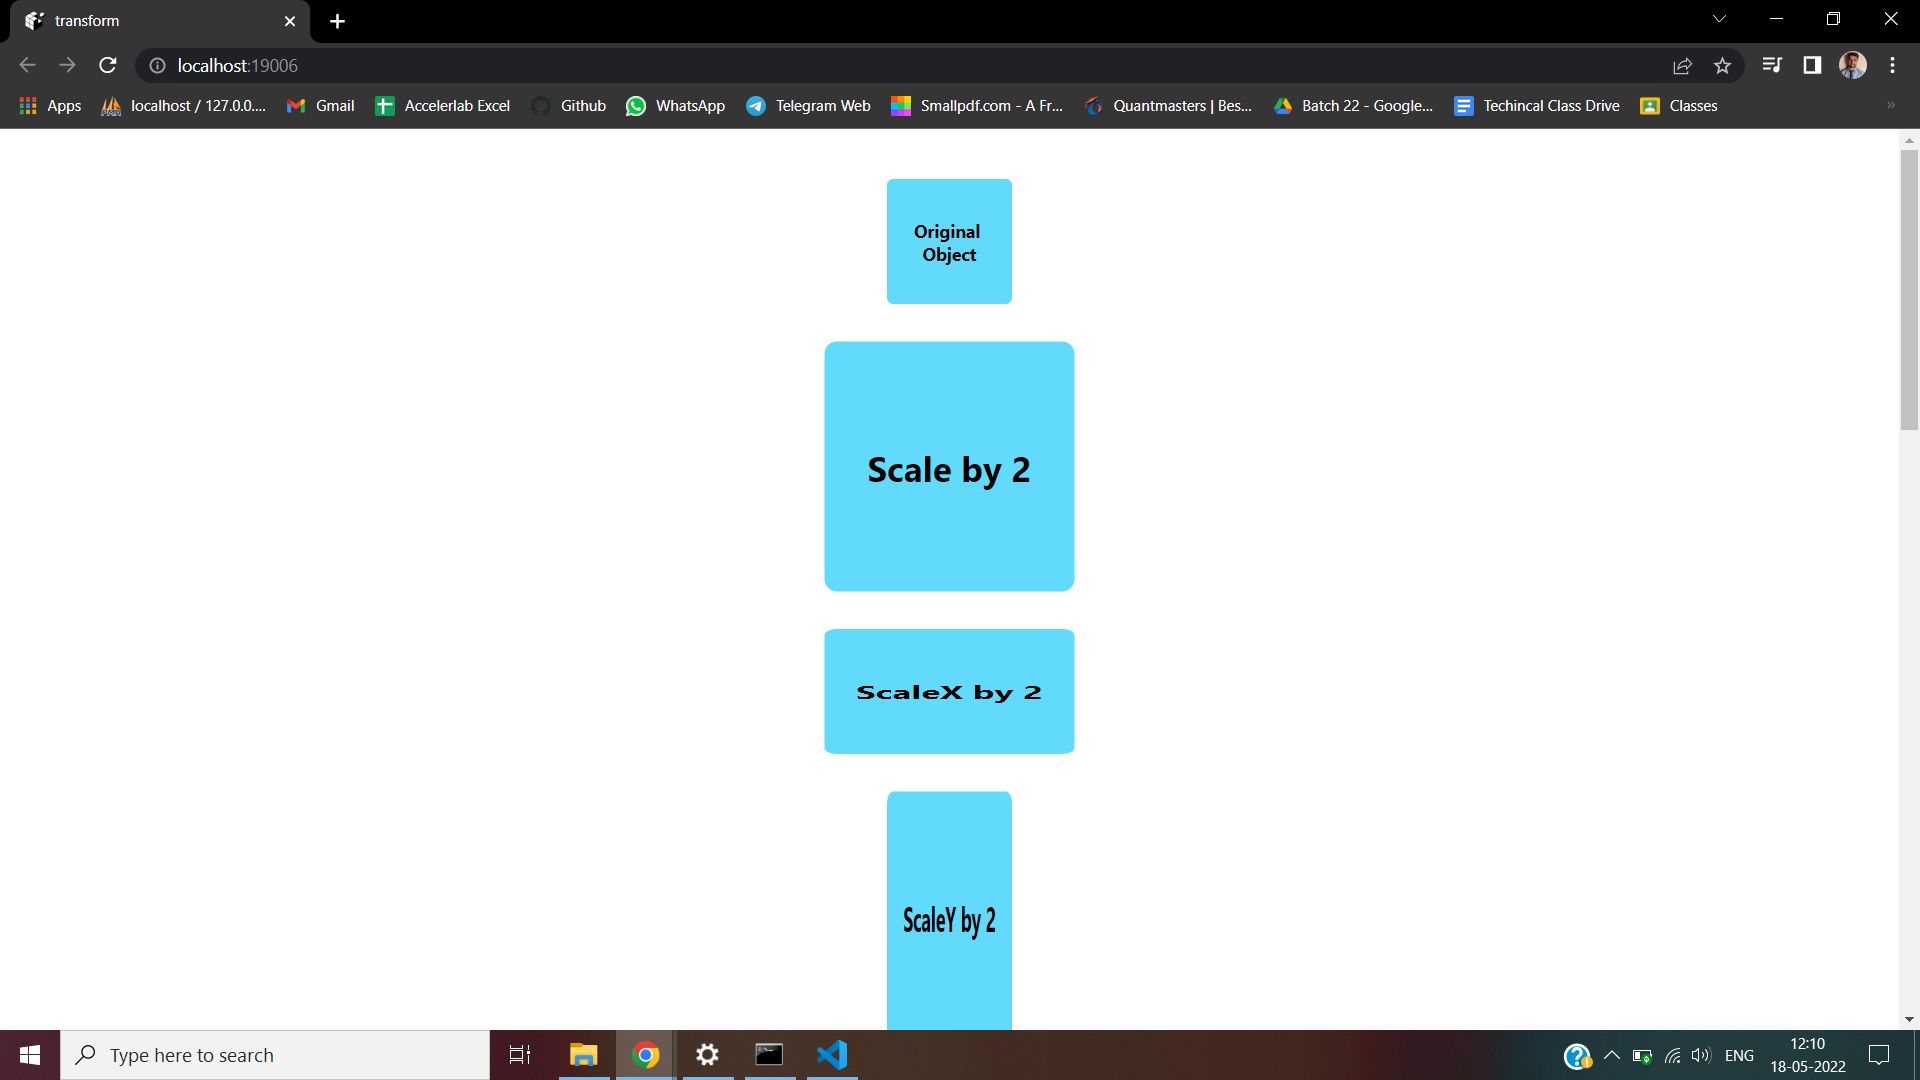 transform
localhost:19006
Apps
localhost / 127.0.0....
Gmail
Accelerlab Excel
Github
WhatsApp
Telegram Web
Smallpdf.com - A Fr...
Quantmasters | Bes...
Batch 22 - Google...
Techincal Class Drive
Classes
Original
Object
Scale by 2
ScaleX by 2
ScaleY by 2
Type here to search
ENG
12:10
18-05-2022